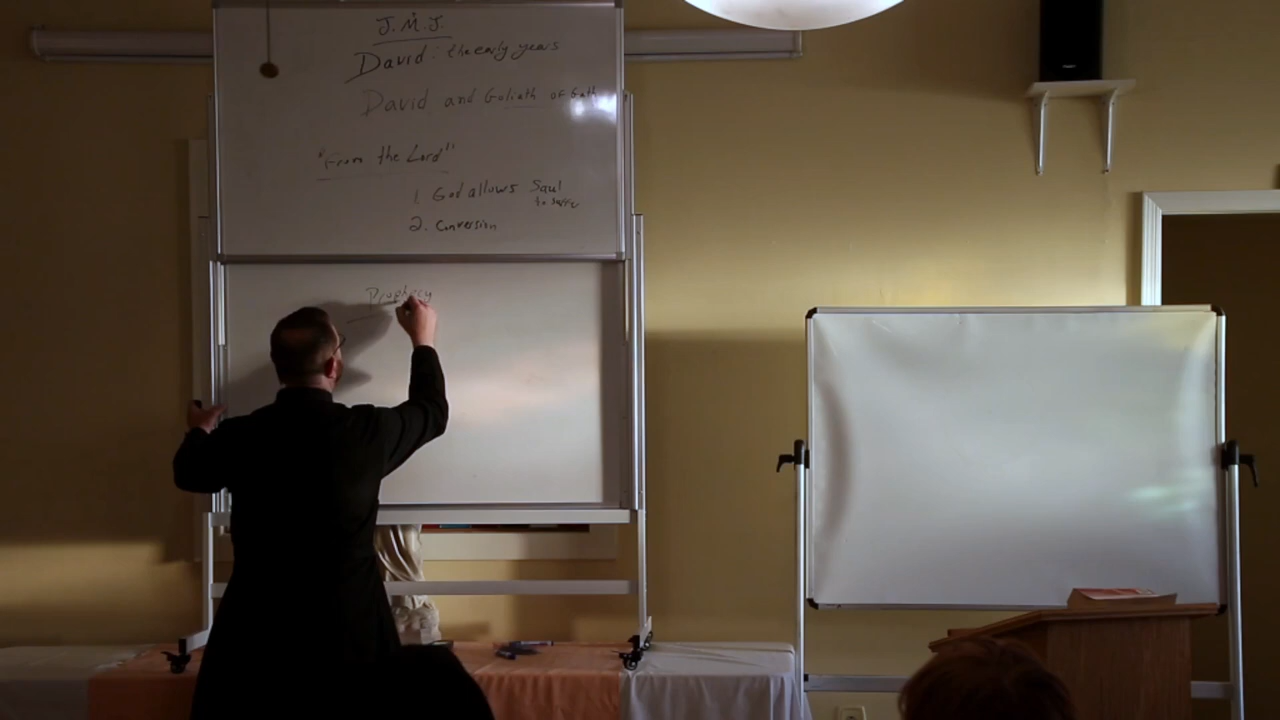 J.M.J.
David: the early years
David and Goliath of Gath
"From the Lord"
1. God allows Saul
to suffer
2. Conversion
Prophecy